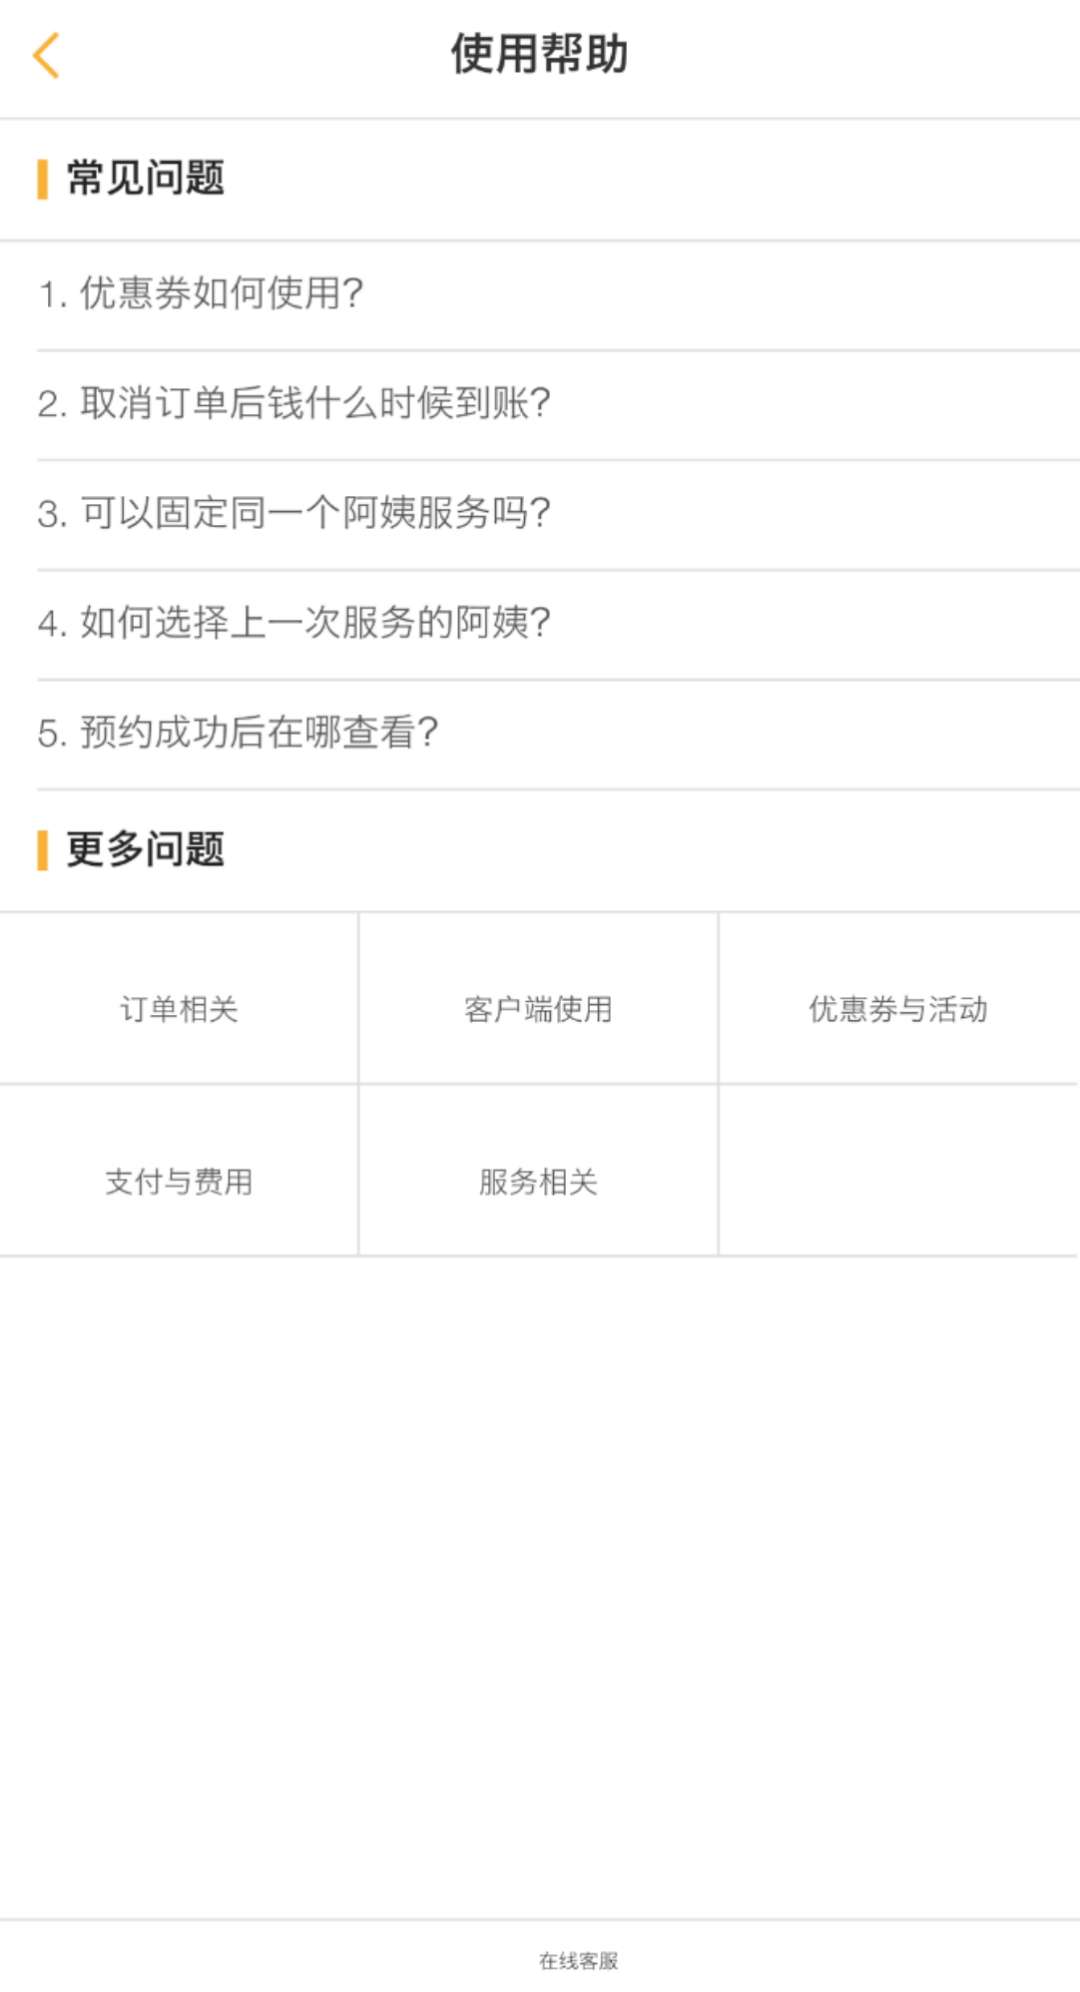 使用帮助
常见问题
1. 优惠券如何使用?
2. 取消订单后钱什么时候到账?
3. 可以固定同一个阿姨服务吗?
4. 如何选择上一次服务的阿姨?
5. 预约成功后在哪查看?
更多问题
订单相关
客户端使用
优惠券与活动
支付与费用
服务相关
在线客服